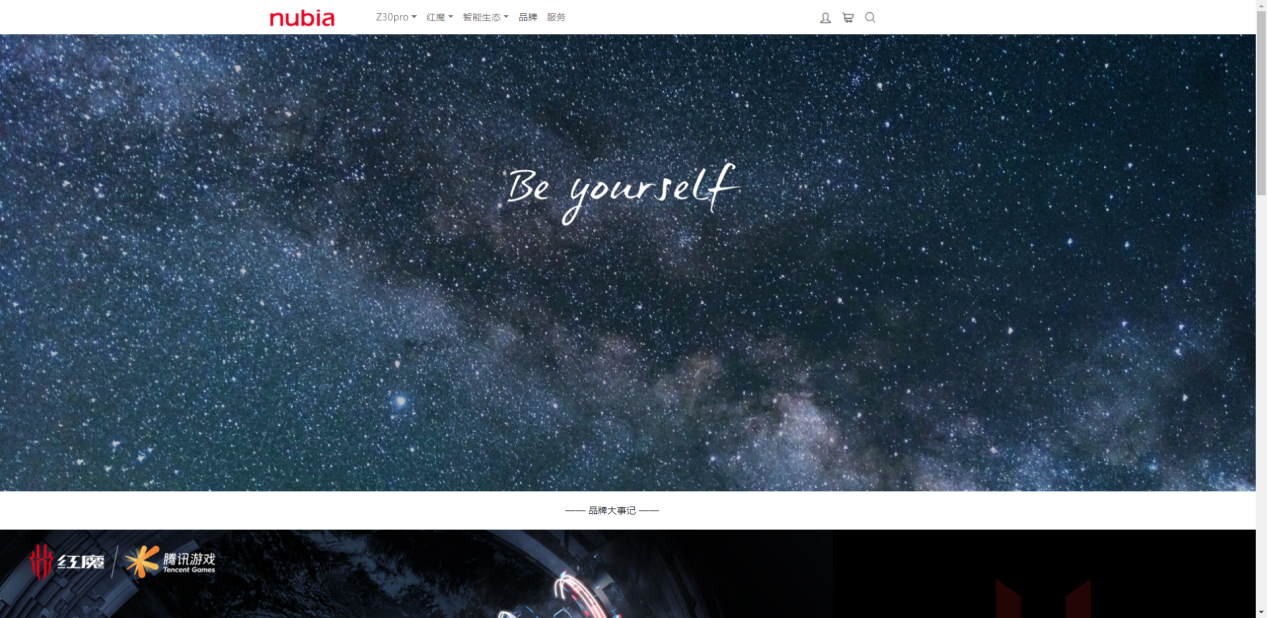 nubia
Z30pro 红魔 智能生态 品牌 服务
Be yourself
—— 品牌大事记 ——
红魔 腾讯游戏
Tencent Games